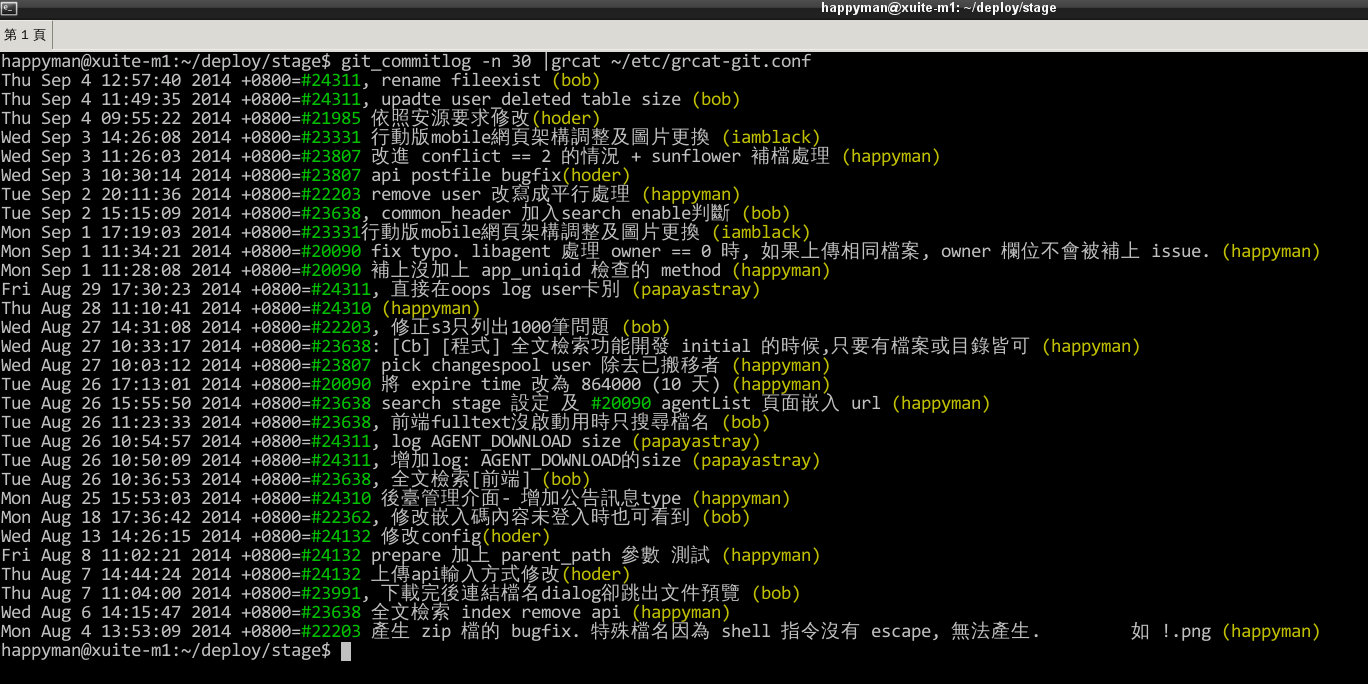 happyman@xuite-m1: ~/deploy/stage
第 1 頁
happyman@xuite-m1:~/deploy/stage$ git_commitlog -n 30 |grcat ~/etc/grcat-git.conf
Thu Sep 4 12:57:40 2014 +0800=#24311, rename fileexist (bob)
Thu Sep 4 11:49:35 2014 +0800=#24311, upadte user_deleted table size (bob)
Thu Sep 4 09:55:22 2014 +0800=#21985 依照安源要求修改(hoder)
Wed Sep 3 14:26:08 2014 +0800=#23331 行動版mobile網頁架構調整及圖片更換 (iamblack)
Wed Sep 3 11:26:03 2014 +0800=#23807 改進 conflict == 2 的情況 + sunflower 補檔處理 (happyman)
Wed Sep 3 10:30:14 2014 +0800=#23807 api postfile bugfix(hoder)
Tue Sep 2 20:11:36 2014 +0800=#22203 remove user 改寫成平行處理 (happyman)
Tue Sep 2 15:15:09 2014 +0800=#23638, common_header 加入search enable判斷 (bob)
Mon Sep 1 17:19:03 2014 +0800=#23331行動版mobile網頁架構調整及圖片更換 (iamblack)
Mon Sep 1 11:34:21 2014 +0800=#20090 fix typo. libagent 處理 owner == 0 時, 如果上傳相同檔案, owner 欄位不會被補上 issue. (happyman)
Mon Sep 1 11:28:08 2014 +0800=#20090 補上沒加上 app_uniqid 檢查的 method (happyman)
Fri Aug 29 17:30:23 2014 +0800=#24311, 直接在oops log user卡別 (papayastray)
Thu Aug 28 11:10:41 2014 +0800=#24310 (happyman)
Wed Aug 27 14:31:08 2014 +0800=#22203, 修正s3只列出1000筆問題 (bob)
Wed Aug 27 10:33:17 2014 +0800=#23638: [Cb] [程式] 全文檢索功能開發 initial 的時候,只要有檔案或目錄皆可 (happyman)
Wed Aug 27 10:03:12 2014 +0800=#23807 pick changespool user 除去已搬移者 (happyman)
Tue Aug 26 17:13:01 2014 +0800=#20090 將 expire time 改為 864000 (10 天) (happyman)
Tue Aug 26 15:55:50 2014 +0800=#23638 search stage 設定 及 #20090 agentList 頁面嵌入 url (happyman)
Tue Aug 26 11:23:33 2014 +0800=#23638, 前端fulltext沒啟動用時只搜尋檔名 (bob)
Tue Aug 26 10:54:57 2014 +0800=#24311, log AGENT_DOWNLOAD size (papayastray)
Tue Aug 26 10:50:09 2014 +0800=#24311, 增加log: AGENT_DOWNLOAD的size (papayastray)
Tue Aug 26 10:36:53 2014 +0800=#23638, 全文檢索[前端] (bob)
Mon Aug 25 15:53:03 2014 +0800=#24310 後臺管理介面- 增加公告訊息type (happyman)
Mon Aug 18 17:36:42 2014 +0800=#22362, 修改嵌入碼內容未登入時也可看到 (bob)
Wed Aug 13 14:26:15 2014 +0800=#24132 修改config(hoder)
Fri Aug 8 11:02:21 2014 +0800=#24132 prepare 加上 parent_path 參數 測試 (happyman)
Thu Aug 7 14:44:24 2014 +0800=#24132 上傳api輸入方式修改(hoder)
Thu Aug 7 11:04:00 2014 +0800=#23991, 下載完後連結檔名dialog卻跳出文件預覽 (bob)
Wed Aug 6 14:15:47 2014 +0800=#23638 全文檢索 index remove api (happyman)
Mon Aug 4 13:53:09 2014 +0800=#22203 產生 zip 檔的 bugfix. 特殊檔名因為 shell 指令沒有 escape, 無法產生. 如 !.png (happyman)
happyman@xuite-m1:~/deploy/stage$